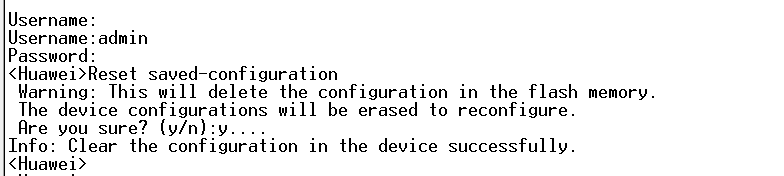 Username:
Username:admin
Password:
<Huawei>Reset saved-configuration
Warning: This will delete the configuration in the flash memory.
The device configurations will be erased to reconfigure.
Are you sure? (y/n):y....
Info: Clear the configuration in the device successfully.
<Huawei>